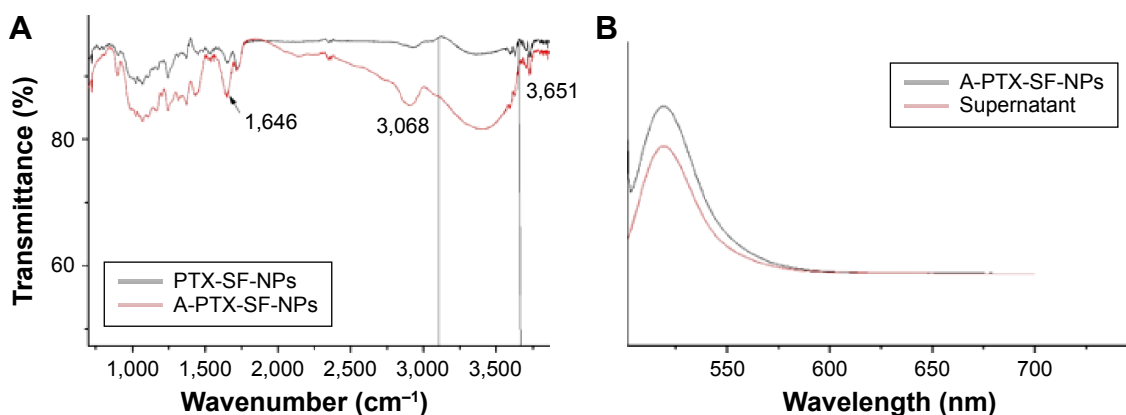 A
Transmittance (%)
80
60
1,646
3,068
3,651
PTX-SF-NPs
A-PTX-SF-NPs
1,000 1,500 2,000 2,500 3,000 3,500
Wavenumber (cm⁻¹)
B
A-PTX-SF-NPs
Supernatant
550 600 650 700
Wavelength (nm)